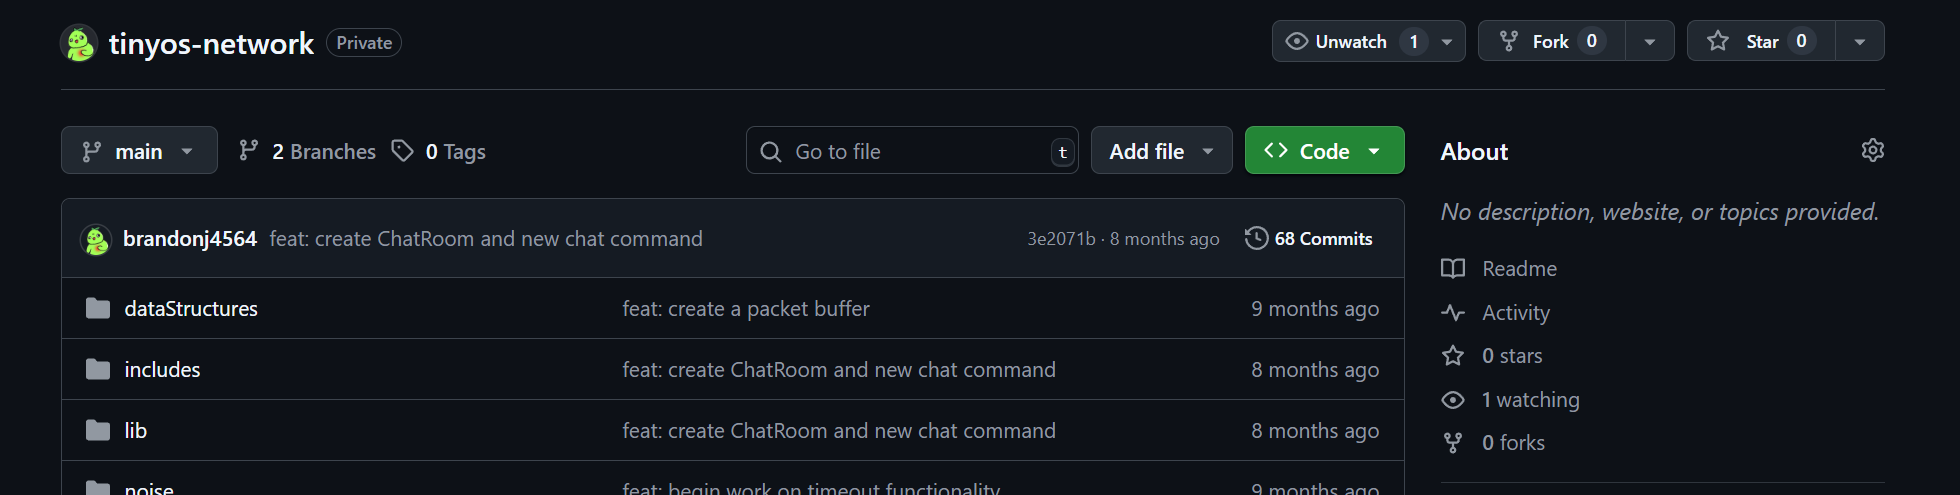 tinyos-network Private Unwatch 1 Fork 0 Star 0
main 2 Branches 0 Tags Go to file t Add file Code
About
No description, website, or topics provided.
brandonj4564 feat: create ChatRoom and new chat command 3e2071b · 8 months ago 68 Commits
dataStructures feat: create a packet buffer 9 months ago
includes feat: create ChatRoom and new chat command 8 months ago
lib feat: create ChatRoom and new chat command 8 months ago
noise feat: begin work on timeout functionality 9 months ago
Readme
Activity
0 stars
1 watching
0 forks